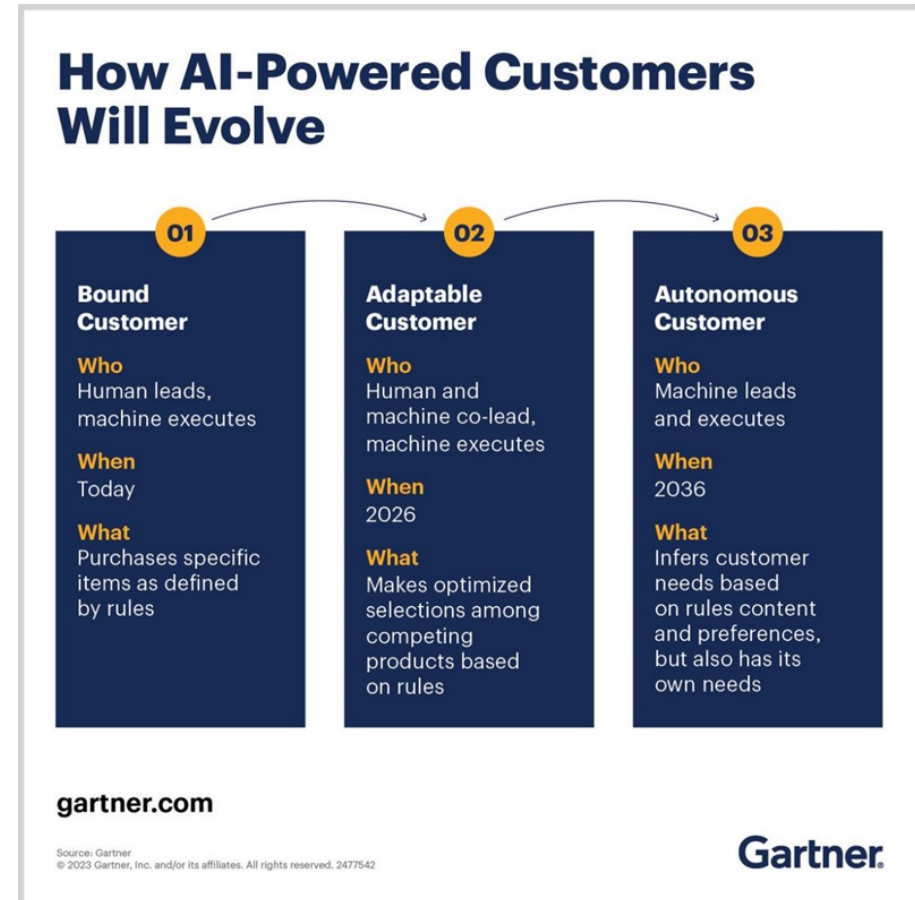 How AI-Powered Customers
Will Evolve
01
Bound
Customer
Who
Human leads,
machine executes
When
Today
What
Purchases specific
items as defined
by rules
02
Adaptable
Customer
Who
Human and
machine co-lead,
machine executes
When
2026
What
Makes optimized
selections among
competing
products based
on rules
03
Autonomous
Customer
Who
Machine leads
and executes
When
2036
What
Infers customer
needs based
on rules content
and preferences,
but also has its
own needs
gartner.com
Source: Gartner
© 2023 Gartner, Inc. and/or its affiliates. All rights reserved. 2477542
Gartner®